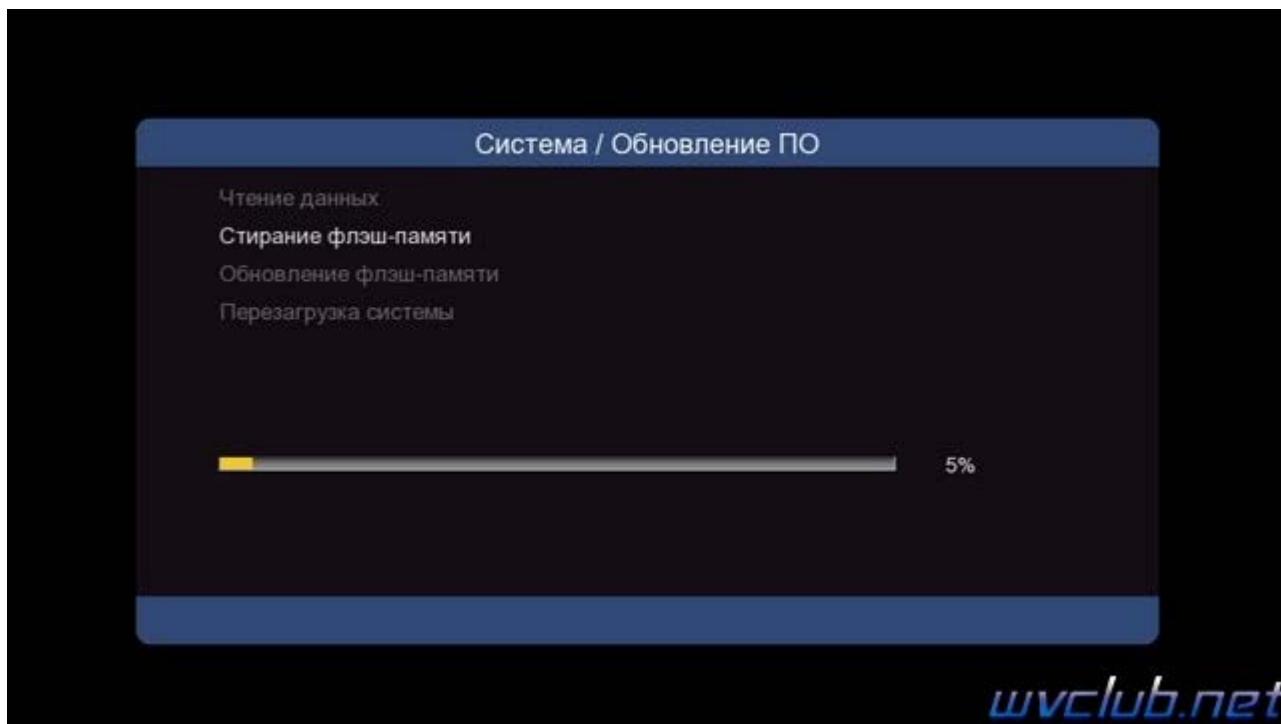 Система / Обновление ПО
Чтение данных
Стирание флэш-памяти
Обновление флэш-памяти
Перезагрузка системы
5%
wvclub.net